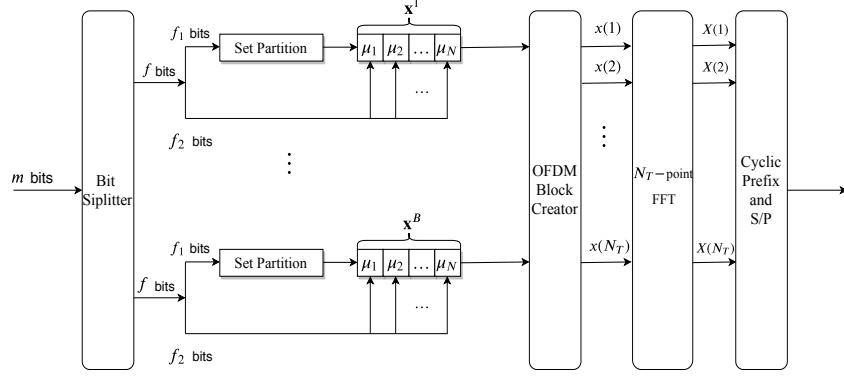 m bits
Bit
Siplitter
f bits
f₁ bits
Set Partition
f₂ bits
x¹
μ₁ μ₂ … μ_N
…
⋮
f bits
f₁ bits
Set Partition
f₂ bits
x^B
μ₁ μ₂ … μ_N
…
OFDM
Block
Creator
x(1)
x(2)
⋮
x(N_T)
N_T−point
FFT
X(1)
X(2)
X(N_T)
Cyclic
Prefix
and
S/P